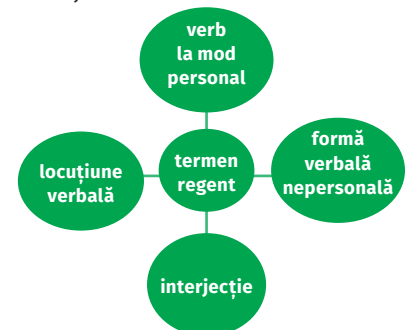 verb
la mod
personal
locuțiune
verbală
termen
regent
formă
verbală
nepersonală
interjecție